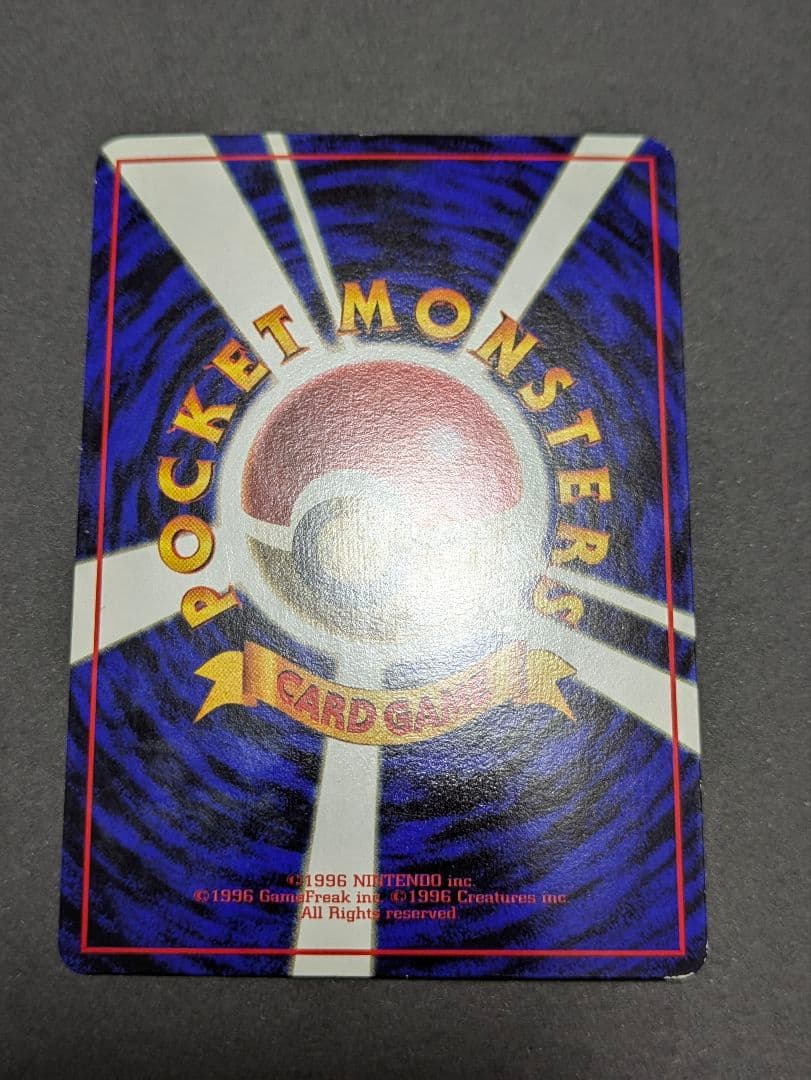 POCKET MONSTERS
CARD GAME
©1996 NINTENDO inc.
©1996 GameFreak inc. ©1996 Creatures inc.
All Rights reserved